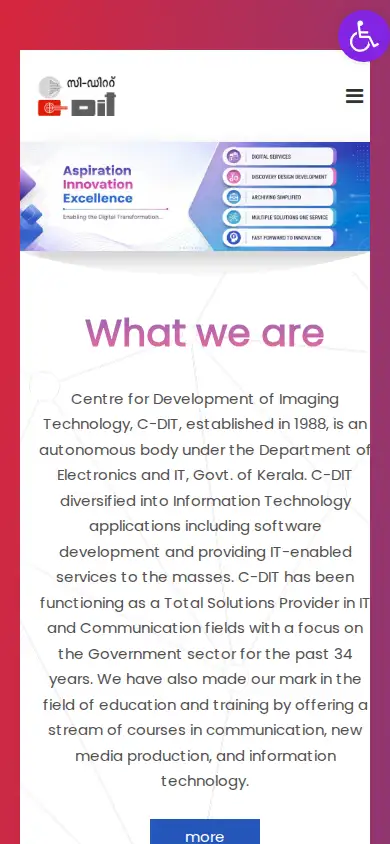 സി-ഡിറ്റ്
C-DIT
Aspiration
Innovation
Excellence
Enabling the Digital Transformation...
DIGITAL SERVICES
DISCOVERY DESIGN DEVELOPMENT
ARCHIVING SIMPLIFIED
MULTIPLE SOLUTIONS ONE SERVICE
FAST FORWARD TO INNOVATION
What we are
Centre for Development of Imaging
Technology, C-DIT, established in 1988, is an
autonomous body under the Department of
Electronics and IT, Govt. of Kerala. C-DIT
diversified into Information Technology
applications including software
development and providing IT-enabled
services to the masses. C-DIT has been
functioning as a Total Solutions Provider in IT
and Communication fields with a focus on
the Government sector for the past 34
years. We have also made our mark in the
field of education and training by offering a
stream of courses in communication, new
media production, and information
technology.
more